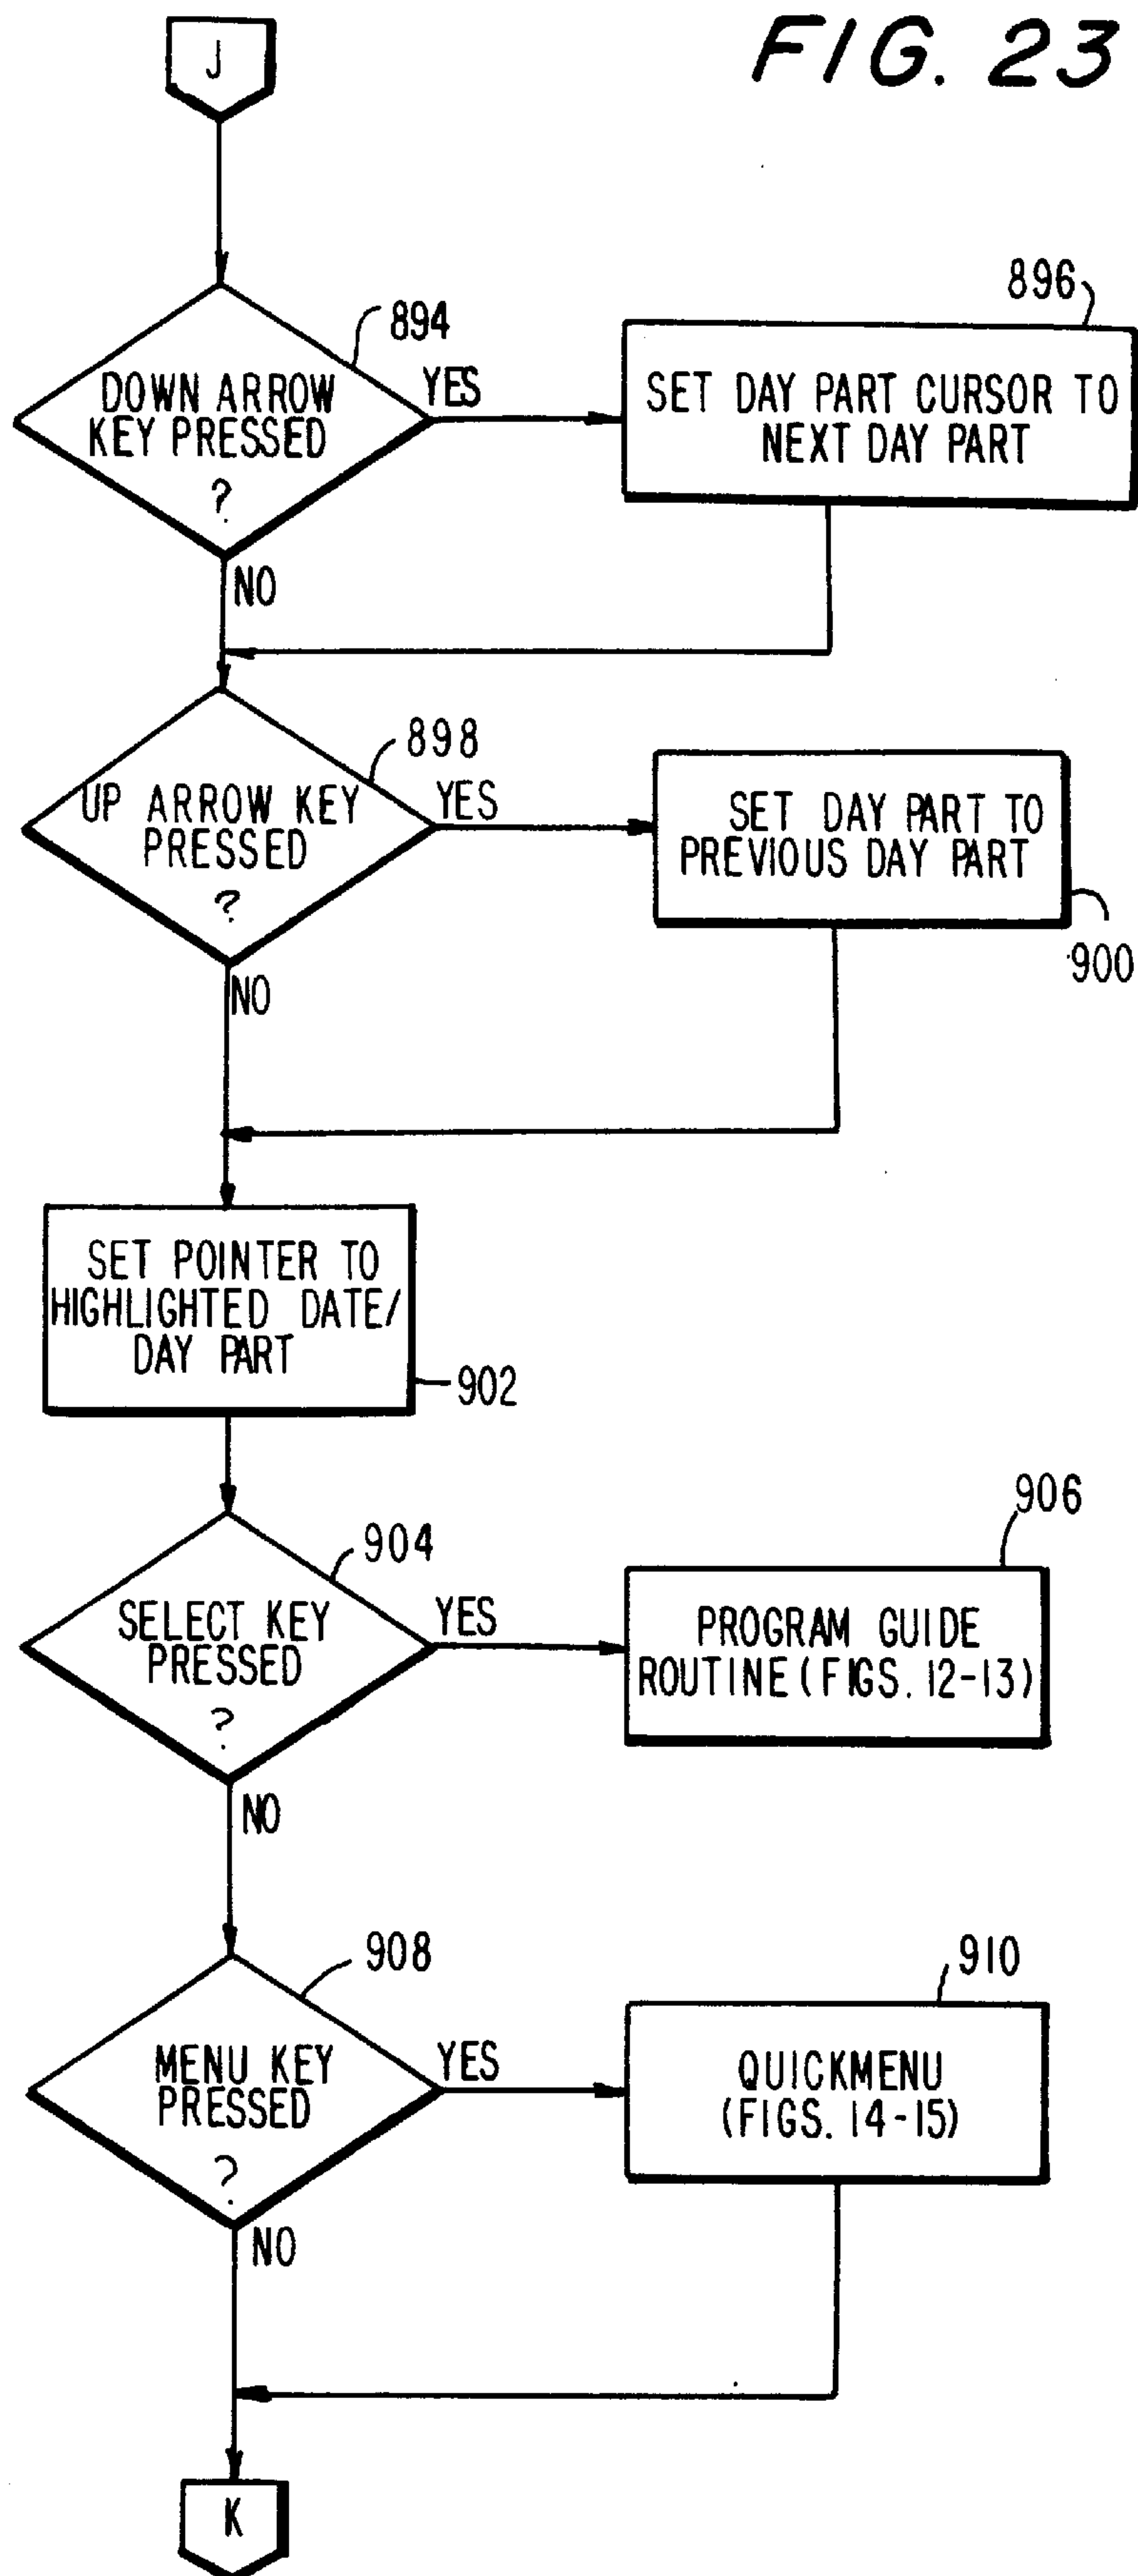 FIG. 23
J
894
DOWN ARROW
KEY PRESSED
?
YES
NO
896
SET DAY PART CURSOR TO
NEXT DAY PART
898
UP ARROW KEY
PRESSED
?
YES
NO
SET DAY PART TO
PREVIOUS DAY PART
900
SET POINTER TO
HIGHLIGHTED DATE/
DAY PART
902
904
SELECT KEY
PRESSED
?
YES
NO
906
PROGRAM GUIDE
ROUTINE (FIGS. 12-13)
908
MENU KEY
PRESSED
?
YES
NO
910
QUICKMENU
(FIGS. 14-15)
K